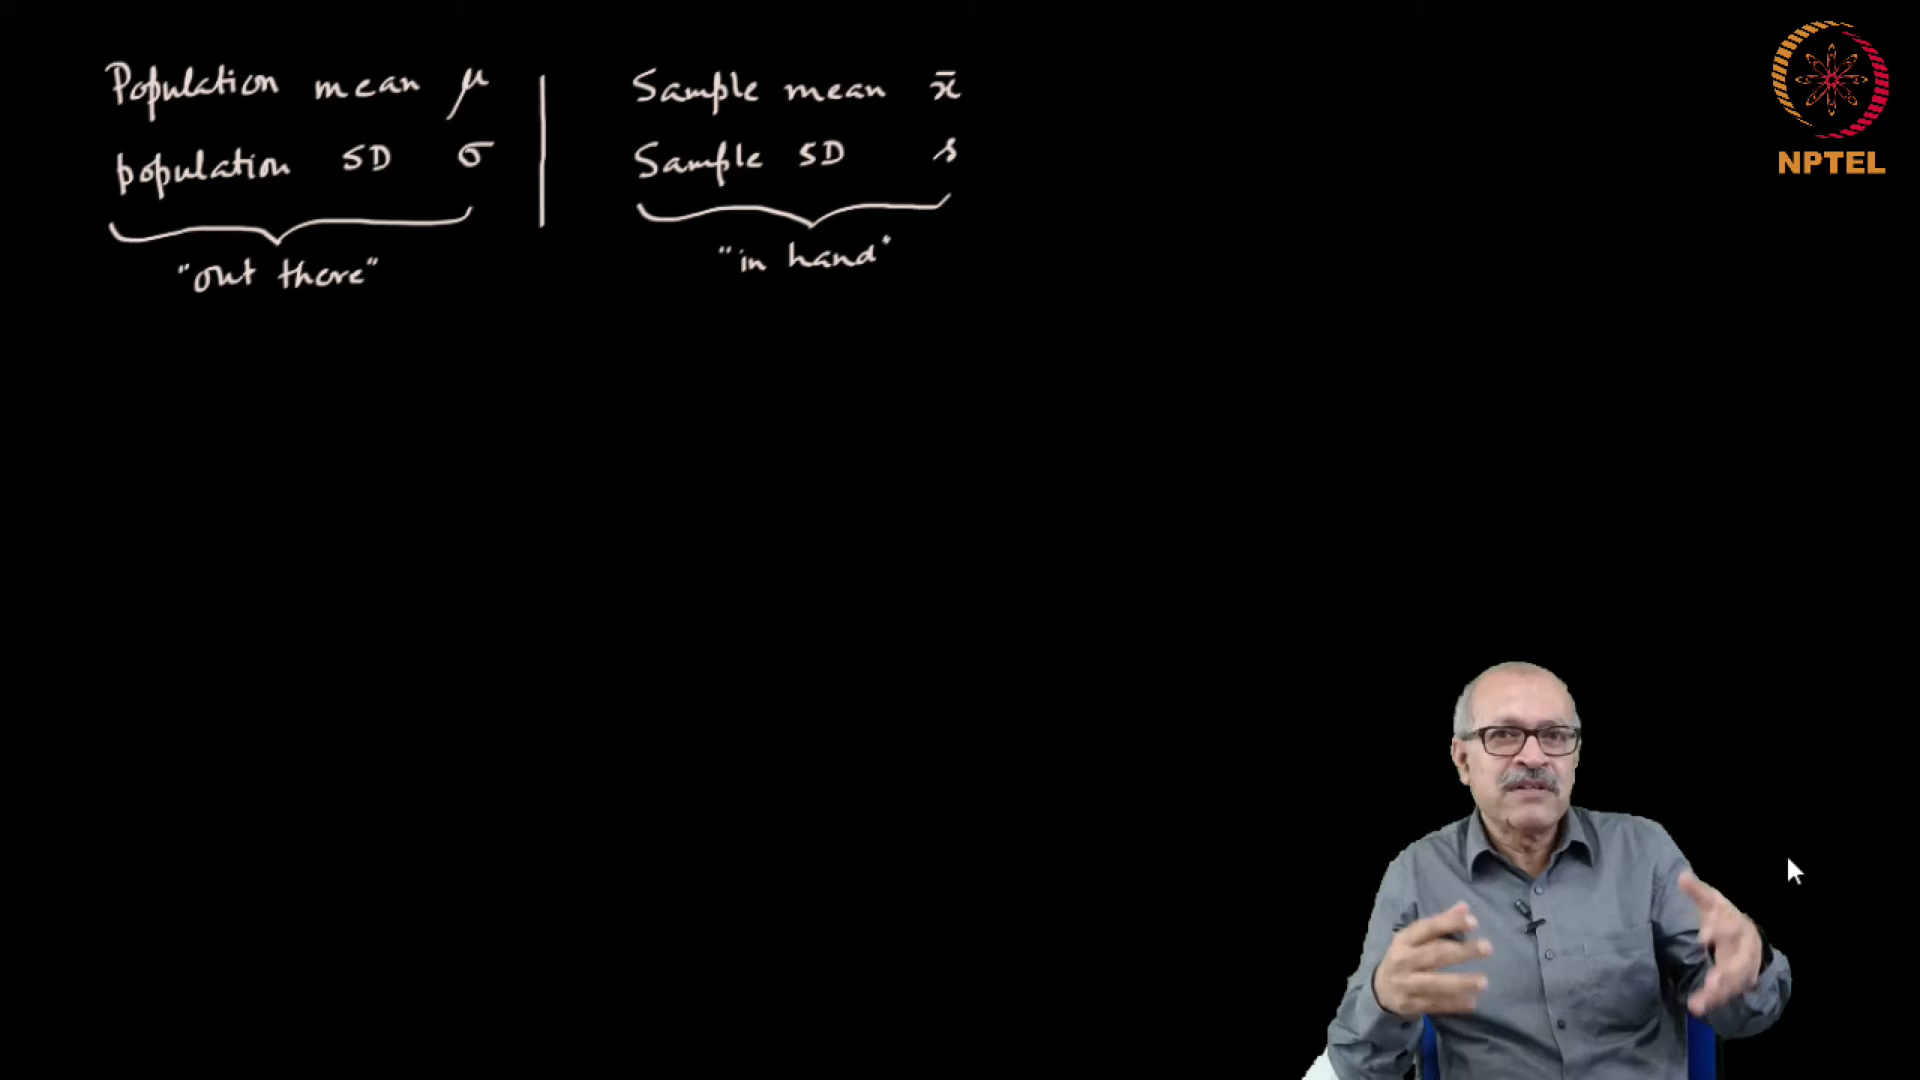 Population mean μ
population SD σ
"out there"
Sample mean x̄
Sample SD s
"in hand"
NPTEL